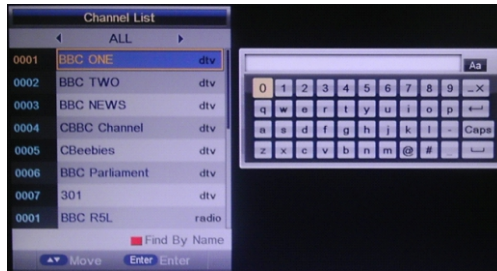 Channel List
ALL
0001 BBC ONE dtv
0002 BBC TWO dtv
0003 BBC NEWS dtv
0004 CBBC Channel dtv
0005 CBeebies dtv
0006 BBC Parliament dtv
0007 301 dtv
0001 BBC R5L radio
Find By Name
Move Enter Enter
Aa
0 1 2 3 4 5 6 7 8 9 _X
q w e r t y u i o p
a s d f g h j k l - Caps
z x c v b n m @ # _